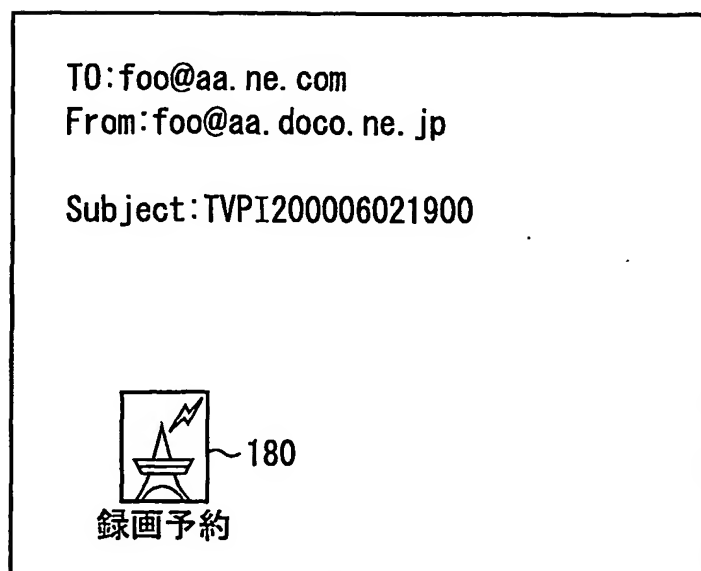 TO:foo@aa.ne.com
From:foo@aa.doco.ne.jp
Subject:TVPI200006021900
180
録画予約